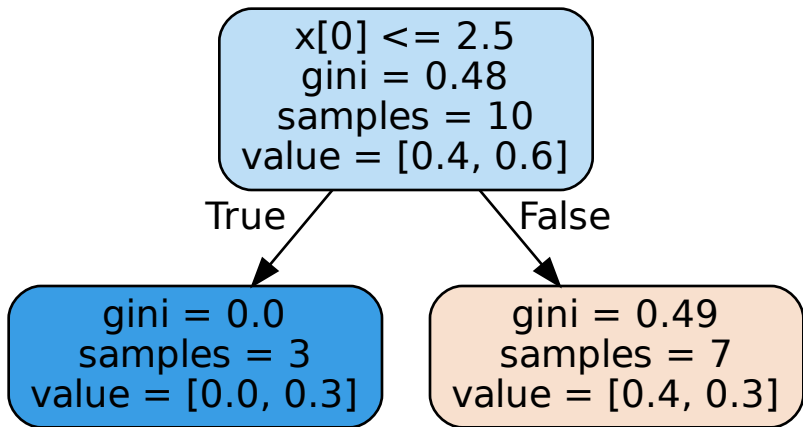 x[0] <= 2.5
gini = 0.48
samples = 10
value = [0.4, 0.6]
True
False
gini = 0.0
samples = 3
value = [0.0, 0.3]
gini = 0.49
samples = 7
value = [0.4, 0.3]